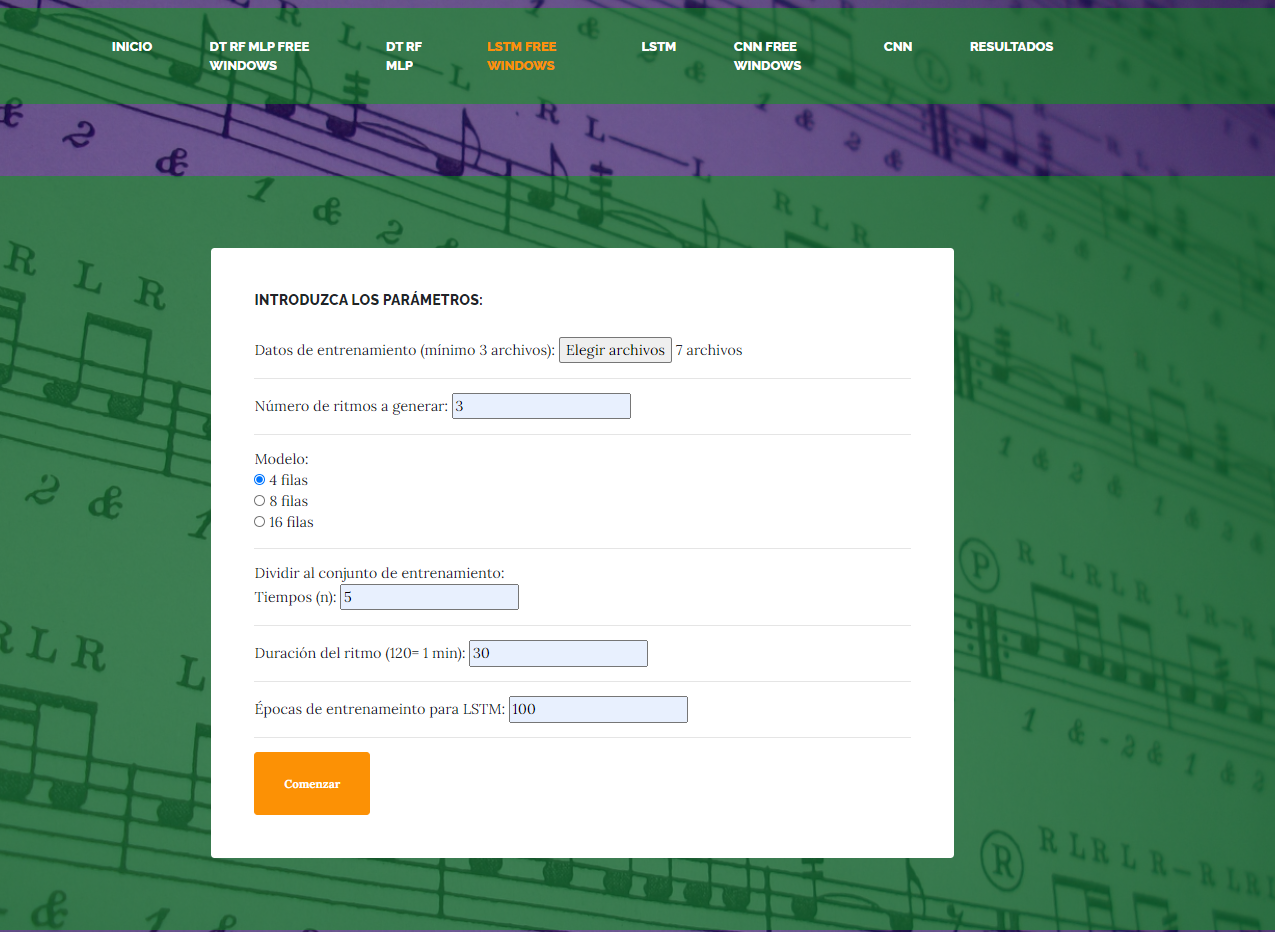 INICIO
DT RF MLP FREE WINDOWS
DT RF MLP
LSTM FREE WINDOWS
LSTM
CNN FREE WINDOWS
CNN
RESULTADOS
INTRODUZCA LOS PARÁMETROS:
Datos de entrenamiento (mínimo 3 archivos): Elegir archivos 7 archivos
Número de ritmos a generar: 3
Modelo:
4 filas
8 filas
16 filas
Dividir al conjunto de entrenamiento:
Tiempos (n): 5
Duración del ritmo (120= 1 min): 30
Épocas de entrenameinto para LSTM: 100
Comenzar